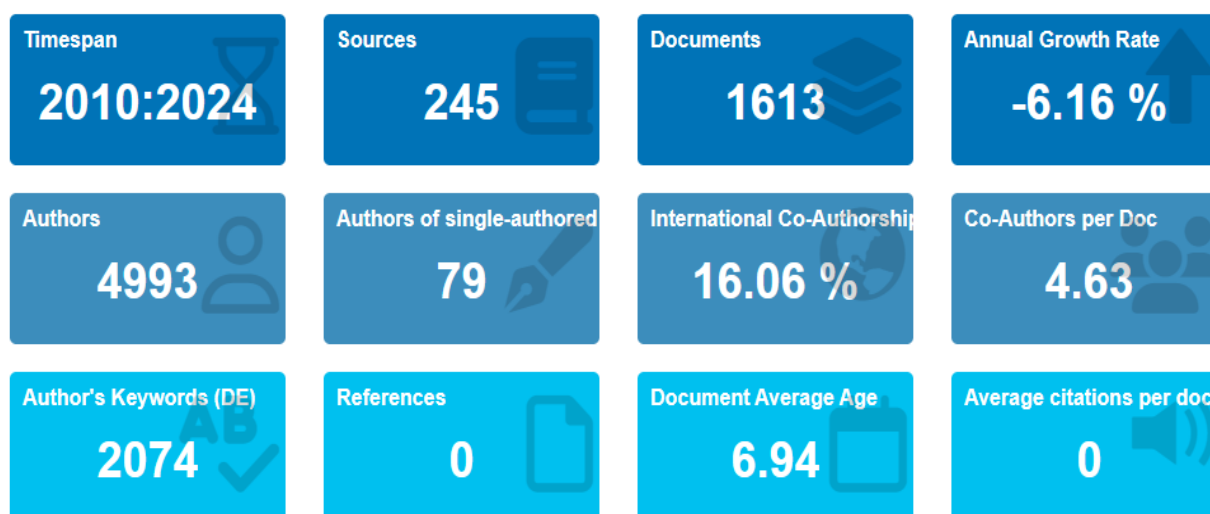 Timespan
2010:2024
Sources
245
Documents
1613
Annual Growth Rate
-6.16 %
Authors
4993
Authors of single-authored
79
International Co-Authorship
16.06 %
Co-Authors per Doc
4.63
Author's Keywords (DE)
AB
2074
References
0
Document Average Age
6.94
Average citations per doc
0